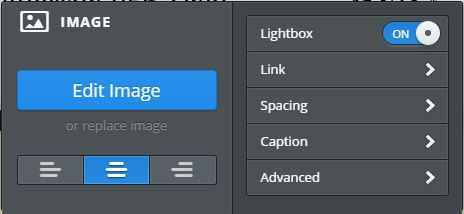 IMAGE
Edit Image
or replace image
Lightbox ON
Link
Spacing
Caption
Advanced